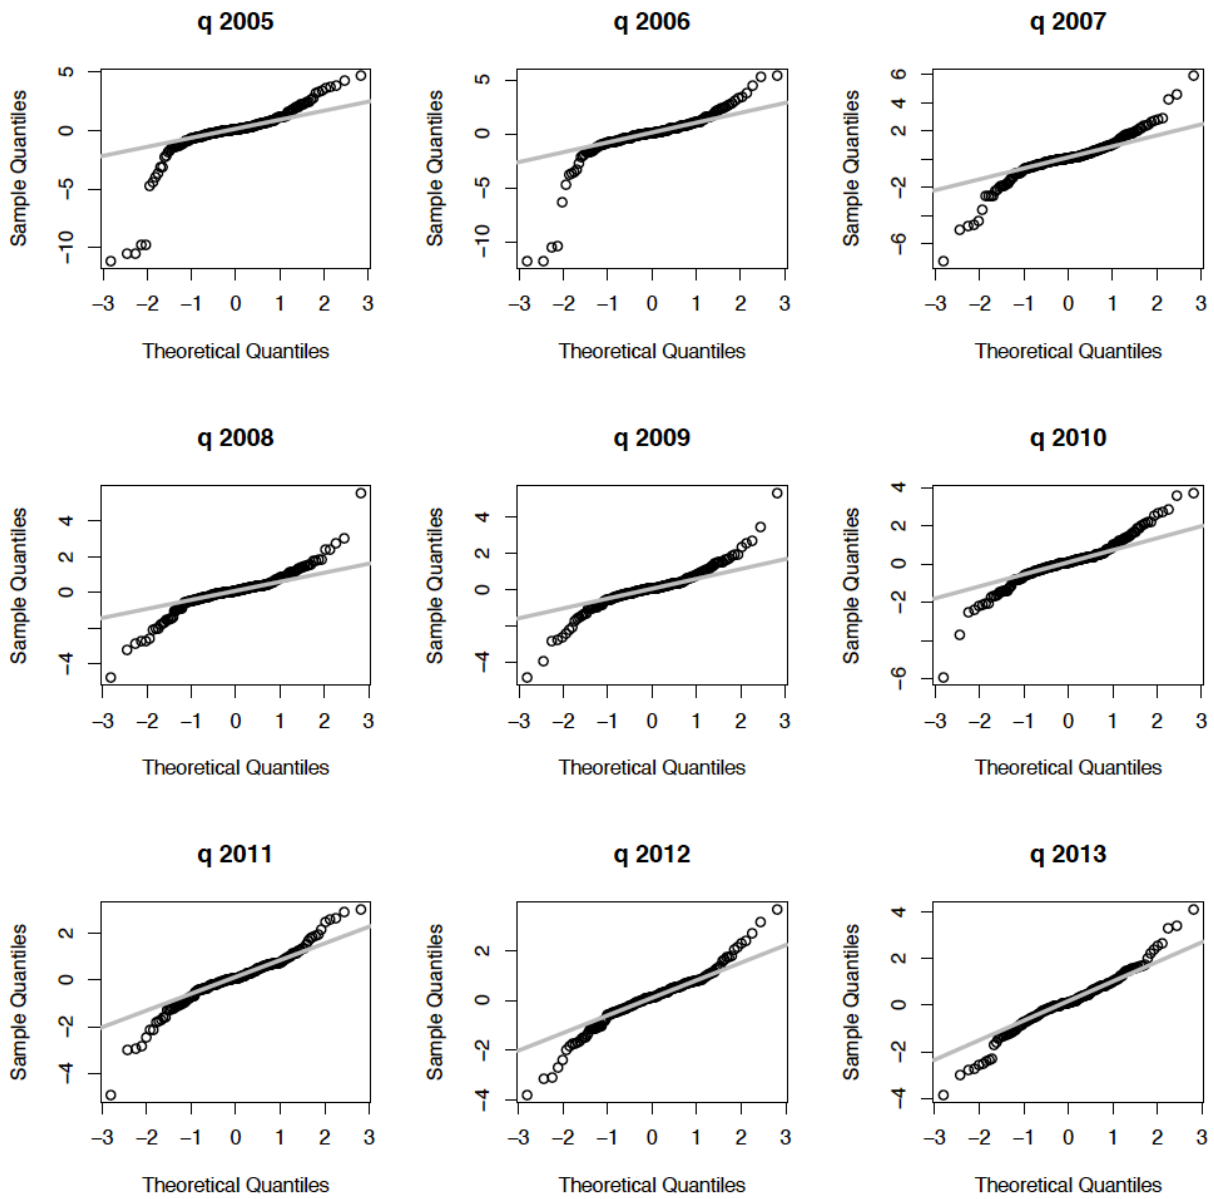 q 2005
q 2006
q 2007
Sample Quantiles
5
0
−5
−10
−3 −2 −1 0 1 2 3
Theoretical Quantiles
Sample Quantiles
5
0
−5
−10
−3 −2 −1 0 1 2 3
Theoretical Quantiles
Sample Quantiles
6
4
2
−2
−6
−3 −2 −1 0 1 2 3
Theoretical Quantiles
q 2008
q 2009
q 2010
Sample Quantiles
4
2
0
−4
−3 −2 −1 0 1 2 3
Theoretical Quantiles
Sample Quantiles
4
2
0
−4
−3 −2 −1 0 1 2 3
Theoretical Quantiles
Sample Quantiles
4
2
0
−2
−6
−3 −2 −1 0 1 2 3
Theoretical Quantiles
q 2011
q 2012
q 2013
Sample Quantiles
2
0
−2
−4
−3 −2 −1 0 1 2 3
Theoretical Quantiles
Sample Quantiles
2
0
−2
−4
−3 −2 −1 0 1 2 3
Theoretical Quantiles
Sample Quantiles
4
2
0
−2
−4
−3 −2 −1 0 1 2 3
Theoretical Quantiles